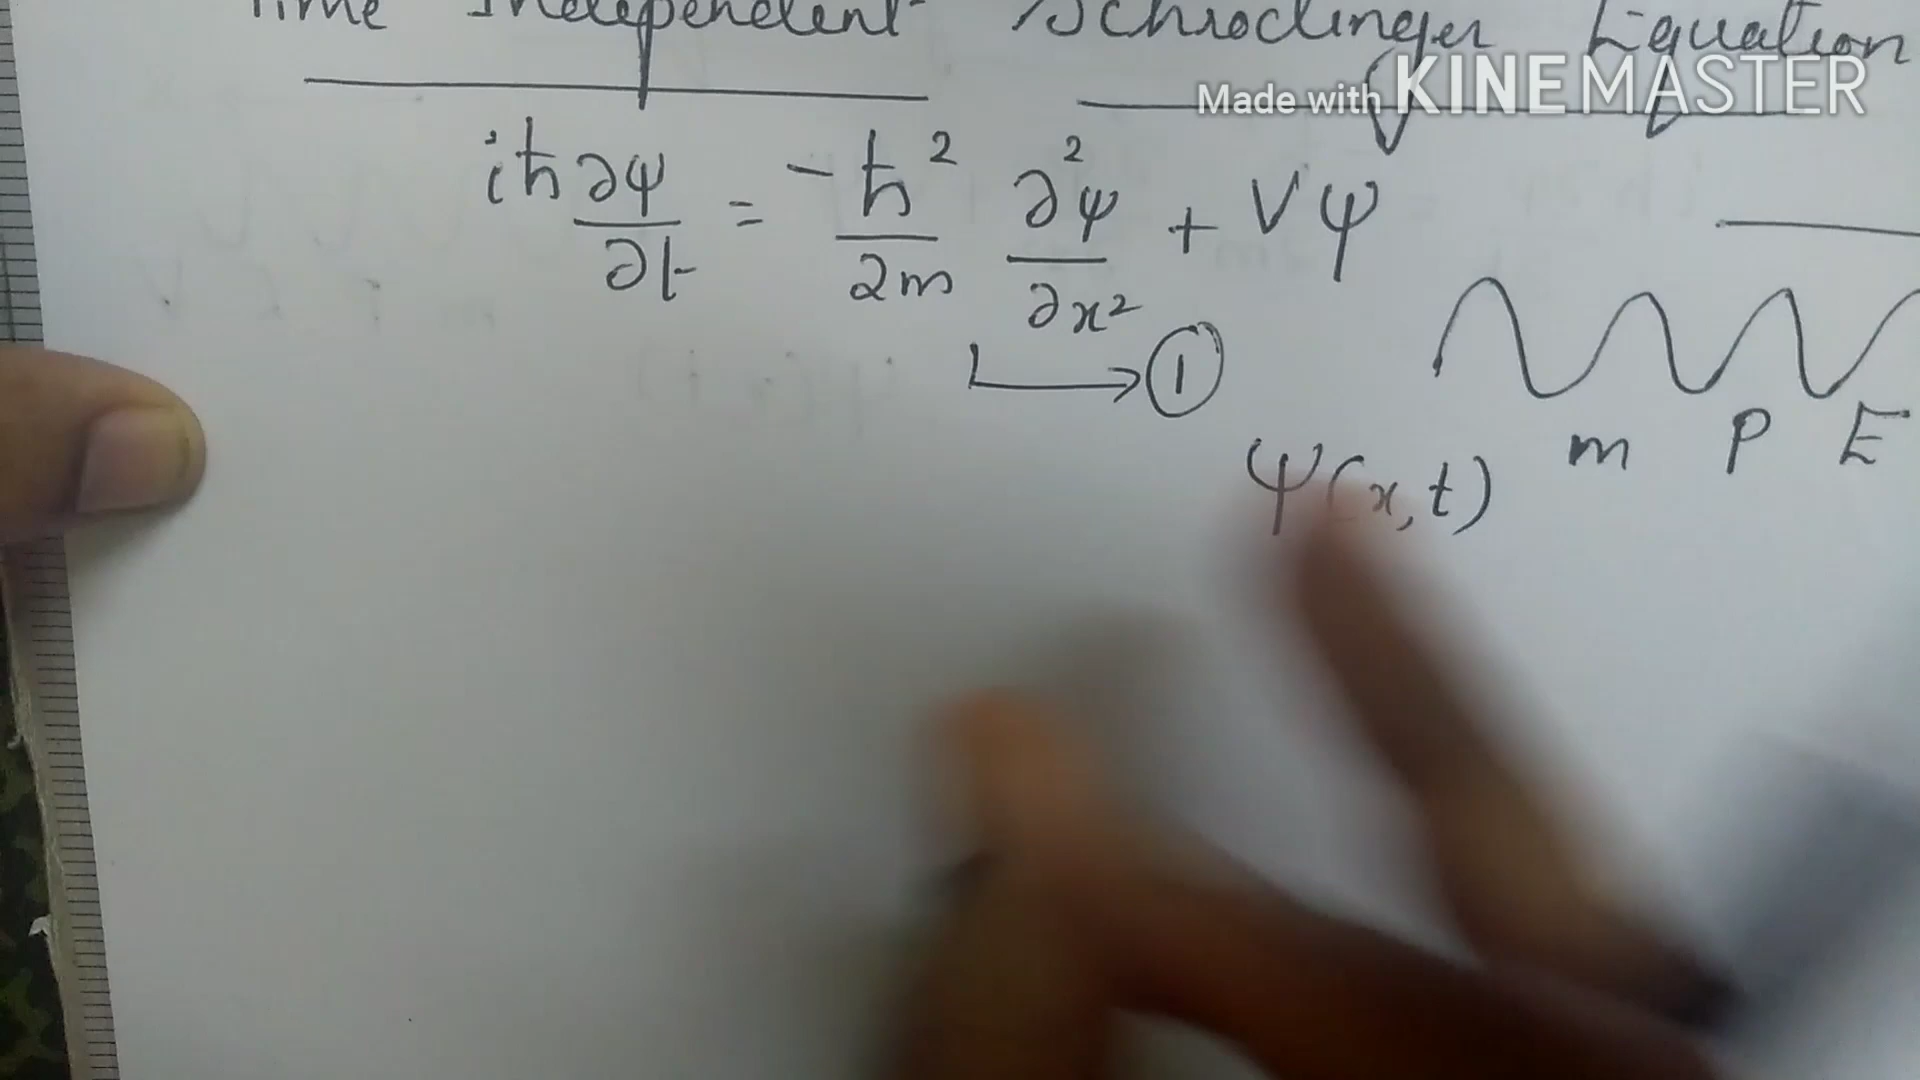 Time Independent Schrodinger Equation
Made with KINEMASTER
iħ ∂ψ/∂t = -ħ²/2m ∂²ψ/∂x² + Vψ
→ ①
m P E
ψ(x,t)